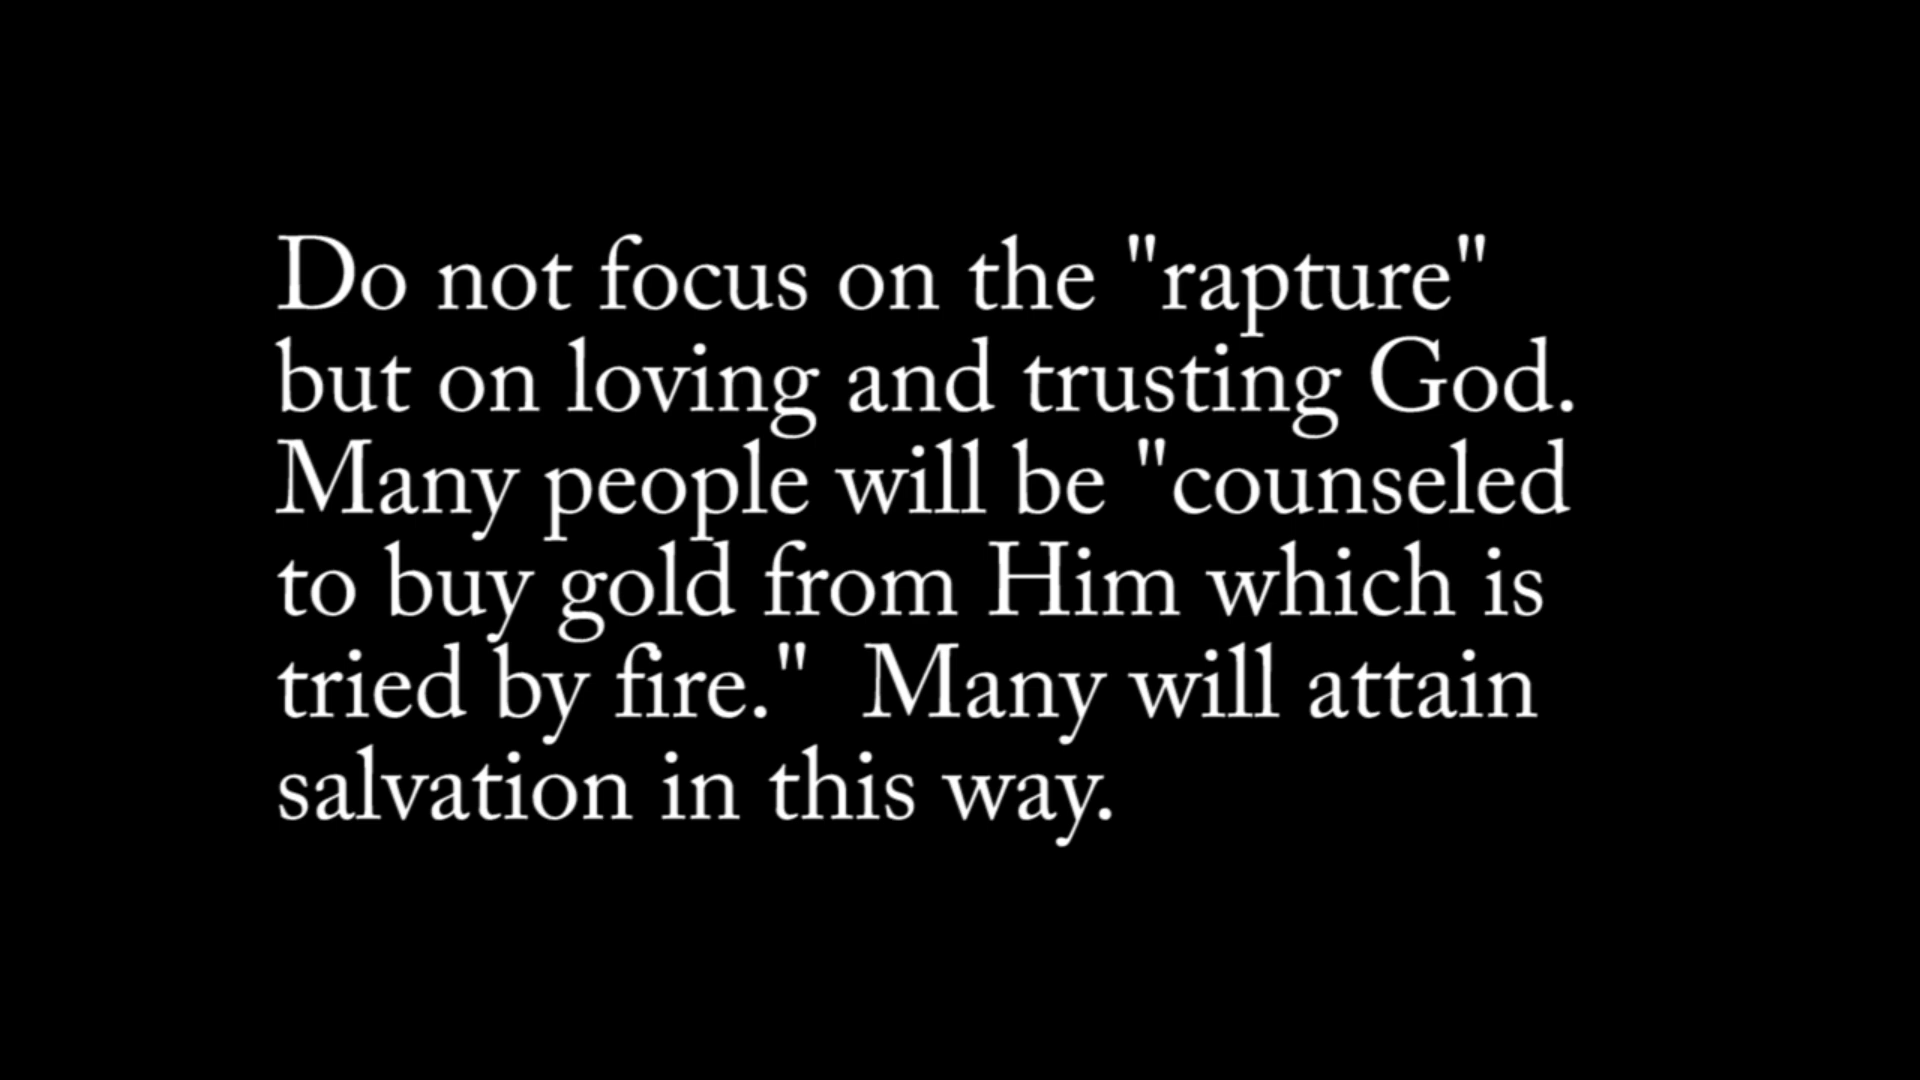 Do not focus on the "rapture"
but on loving and trusting God.
Many people will be "counseled
to buy gold from Him which is
tried by fire."  Many will attain
salvation in this way.